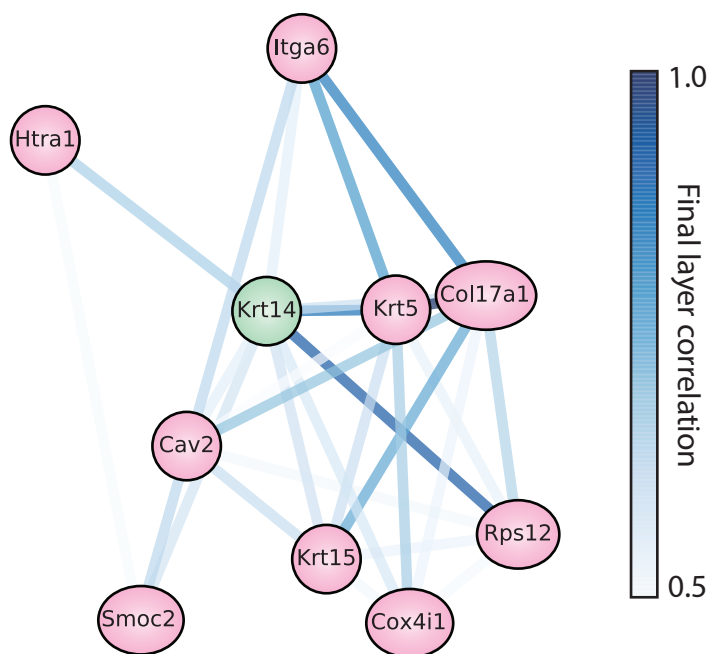 Itga6
1.0
Htra1
Krt14
Krt5
Col17a1
Final layer correlation
Cav2
Krt15
Rps12
0.5
Smoc2
Cox4i1